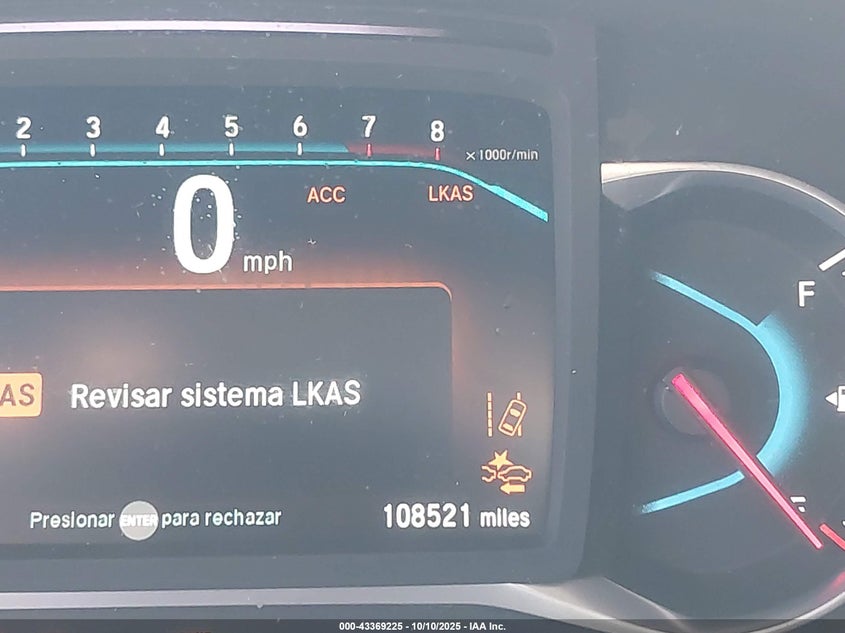 2 3 4 5 6 7 8
x1000r/min
ACC LKAS
0 mph
F
AS Revisar sistema LKAS
Presionar ENTER para rechazar
108521 miles
000-43369225 - 10/10/2025 - IAA Inc.